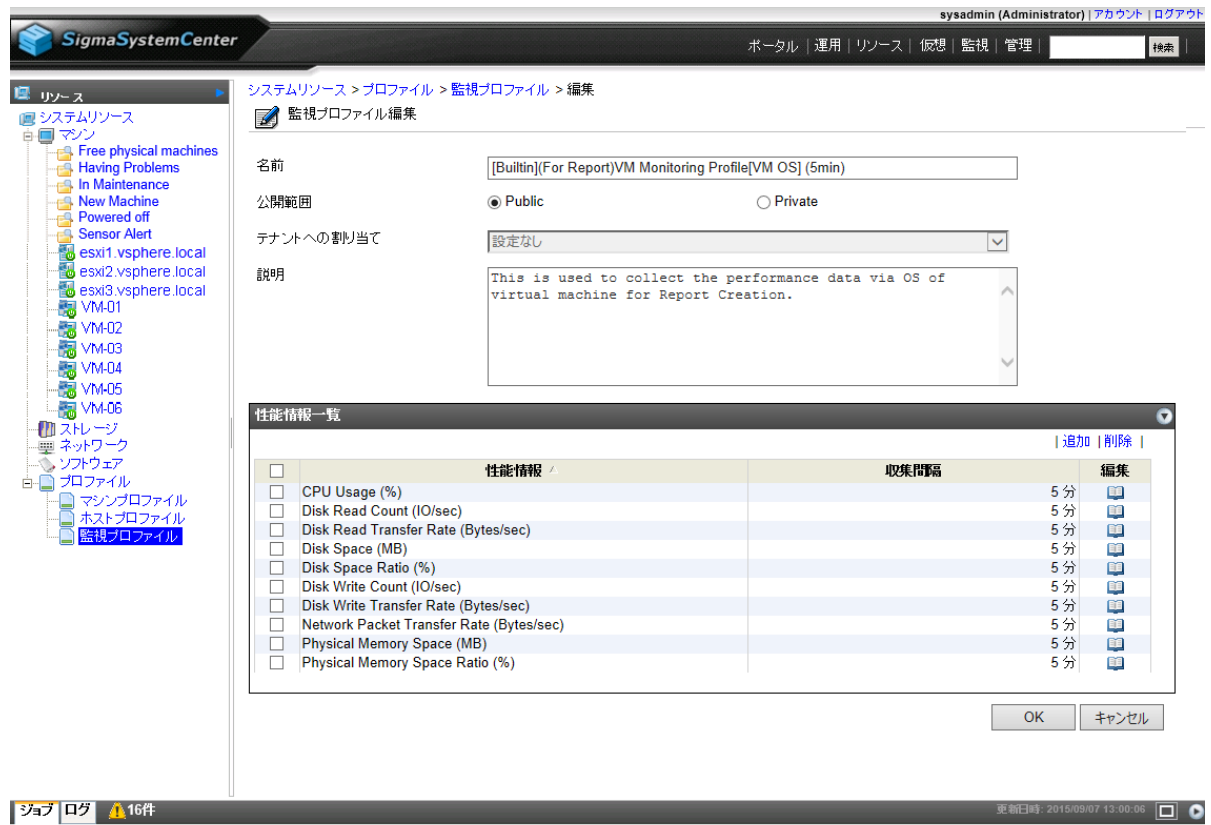 sysadmin (Administrator) | アカウント | ログアウト
SigmaSystemCenter
ポータル | 運用 | リソース | 仮想 | 監視 | 管理 | 検索 |
リソース
システムリソース
マシン
Free physical machines
Having Problems
In Maintenance
New Machine
Powered off
Sensor Alert
esxi1.vsphere.local
esxi2.vsphere.local
esxi3.vsphere.local
VM-01
VM-02
VM-03
VM-04
VM-05
VM-06
ストレージ
ネットワーク
ソフトウェア
プロファイル
マシンプロファイル
ホストプロファイル
監視プロファイル
システムリソース > プロファイル > 監視プロファイル > 編集
監視プロファイル編集
名前 [Builtin](For Report)VM Monitoring Profile[VM OS] (5min)
公開範囲 Public Private
テナントへの割り当て 設定なし
説明 This is used to collect the performance data via OS of
virtual machine for Report Creation.
性能情報一覧
| 追加 | 削除 |
性能情報 収集間隔 編集
CPU Usage (%) 5 分
Disk Read Count (IO/sec) 5 分
Disk Read Transfer Rate (Bytes/sec) 5 分
Disk Space (MB) 5 分
Disk Space Ratio (%) 5 分
Disk Write Count (IO/sec) 5 分
Disk Write Transfer Rate (Bytes/sec) 5 分
Network Packet Transfer Rate (Bytes/sec) 5 分
Physical Memory Space (MB) 5 分
Physical Memory Space Ratio (%) 5 分
OK キャンセル
ジョブ ログ 16件 更新日時: 2015/09/07 13:00:06